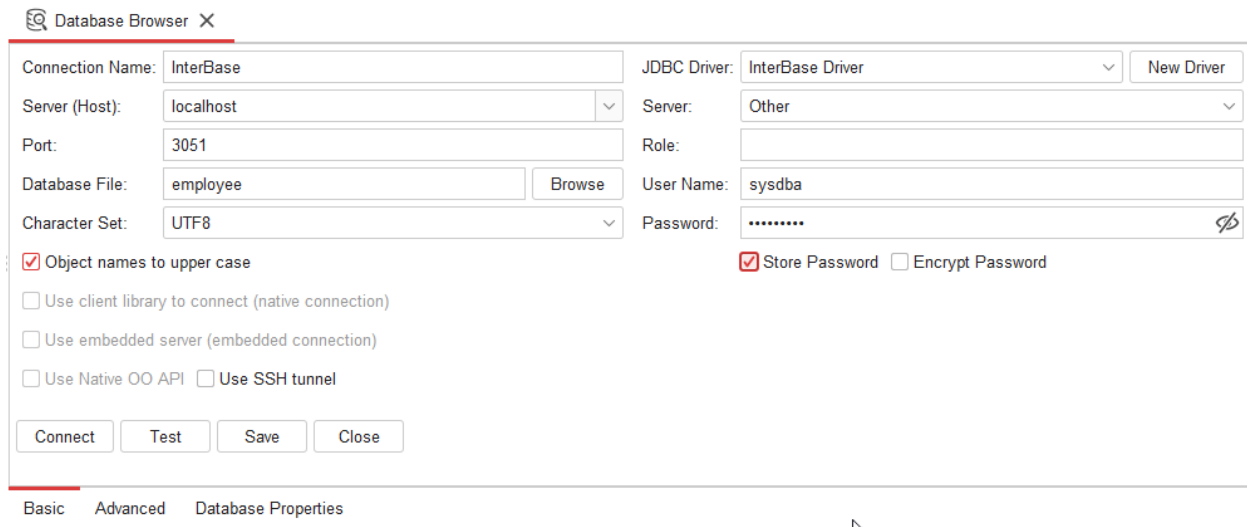 Database Browser
Connection Name: InterBase JDBC Driver: InterBase Driver New Driver
Server (Host): localhost Server: Other
Port: 3051 Role:
Database File: employee Browse User Name: sysdba
Character Set: UTF8 Password: •••••••••
Object names to upper case Store Password Encrypt Password
Use client library to connect (native connection)
Use embedded server (embedded connection)
Use Native OO API Use SSH tunnel
Connect Test Save Close
Basic Advanced Database Properties